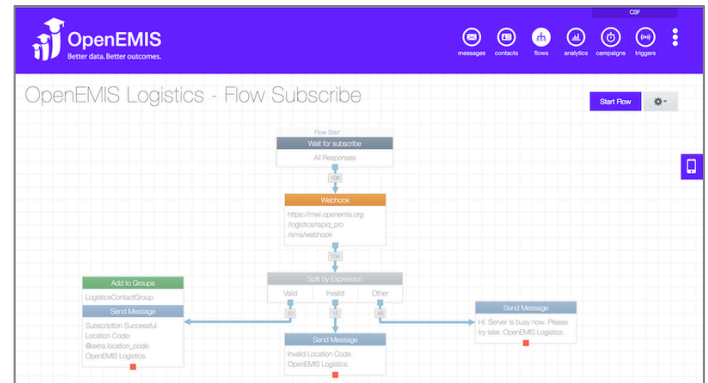 CSF
OpenEMIS
Better data. Better outcomes.
messages contacts flows analytics campaigns triggers
OpenEMIS Logistics - Flow Subscribe
Start Flow
Flow Start
Wait for subscribe
All Responses
Webhook
https://mwi.openemis.org
/logistics/rapid_pro
/sms/webhook
Split by Expression
Valid Invalid Other
Add to Groups
LogisticsContactGroup
Send Message
Subscription Successful.
Location Code:
@extra.location_code.
OpenEMIS Logistics.
Send Message
Invalid Location Code.
OpenEMIS Logistics.
Send Message
Hi, Server is busy now. Please
try later. OpenEMIS Logistics.